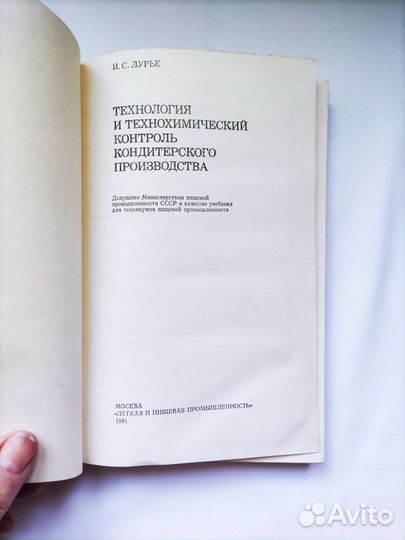 И. С. ЛУРЬЕ
ТЕХНОЛОГИЯ
И ТЕХНОХИМИЧЕСКИЙ
КОНТРОЛЬ
КОНДИТЕРСКОГО
ПРОИЗВОДСТВА
Допущено Министерством пищевой
промышленности СССР в качестве учебника
для техникумов пищевой промышленности
МОСКВА
«ЛЕГКАЯ И ПИЩЕВАЯ ПРОМЫШЛЕННОСТЬ»
1981
Avito